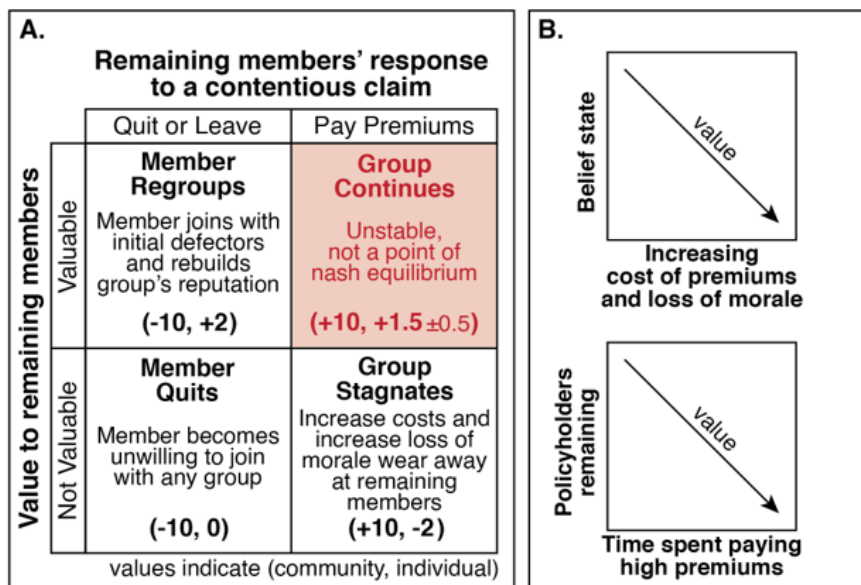 A.
Remaining members' response
to a contentious claim
Quit or Leave
Pay Premiums
Value to remaining members
Valuable
Member
Regroups
Member joins with
initial defectors
and rebuilds
group's reputation
(-10, +2)
Group
Continues
Unstable,
not a point of
nash equilibrium
(+10, +1.5 ±0.5)
Not Valuable
Member
Quits
Member becomes
unwilling to join
with any group
(-10, 0)
Group
Stagnates
Increase costs and
increase loss of
morale wear away
at remaining
members
(+10, -2)
values indicate (community, individual)
B.
Belief state
value
Increasing
cost of premiums
and loss of morale
Policyholders
remaining
value
Time spent paying
high premiums